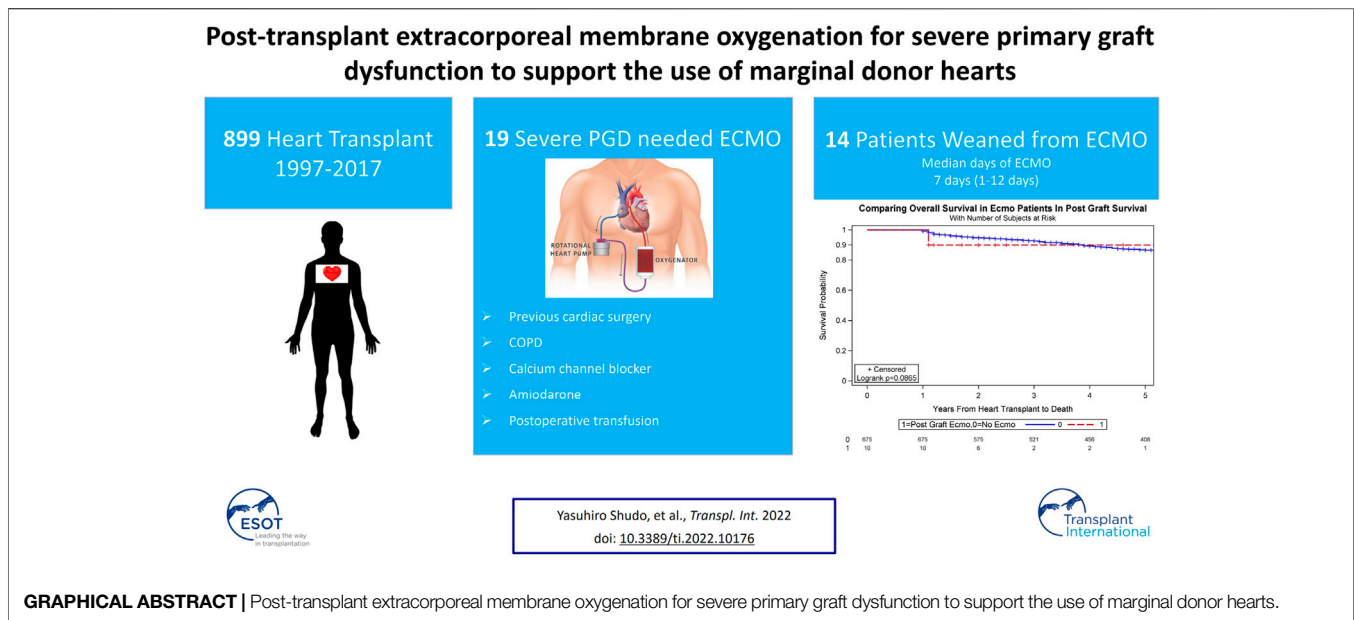 Post-transplant extracorporeal membrane oxygenation for severe primary graft
dysfunction to support the use of marginal donor hearts
899 Heart Transplant
1997-2017
19 Severe PGD needed ECMO
ROTATIONAL
HEART PUMP
OXYGENATOR
➢ Previous cardiac surgery
➢ COPD
➢ Calcium channel blocker
➢ Amiodarone
➢ Postoperative transfusion
14 Patients Weaned from ECMO
Median days of ECMO
7 days (1-12 days)
Comparing Overall Survival in Ecmo Patients In Post Graft Survival
With Number of Subjects at Risk
Survival Probability
1
0.9
0.8
0.6
0.4
0.2
0
+ Censored
Logrank p=0.0865
0 1 2 3 4 5
Years From Heart Transplant to Death
1=Post Graft Ecmo,0=No Ecmo 0 1
0 675 675 575 521 456 408
1 10 10 6 2 2 1
ESOT
Leading the way
in transplantation
Yasuhiro Shudo, et al., Transpl. Int. 2022
doi: 10.3389/ti.2022.10176
Transplant
International
GRAPHICAL ABSTRACT | Post-transplant extracorporeal membrane oxygenation for severe primary graft dysfunction to support the use of marginal donor hearts.